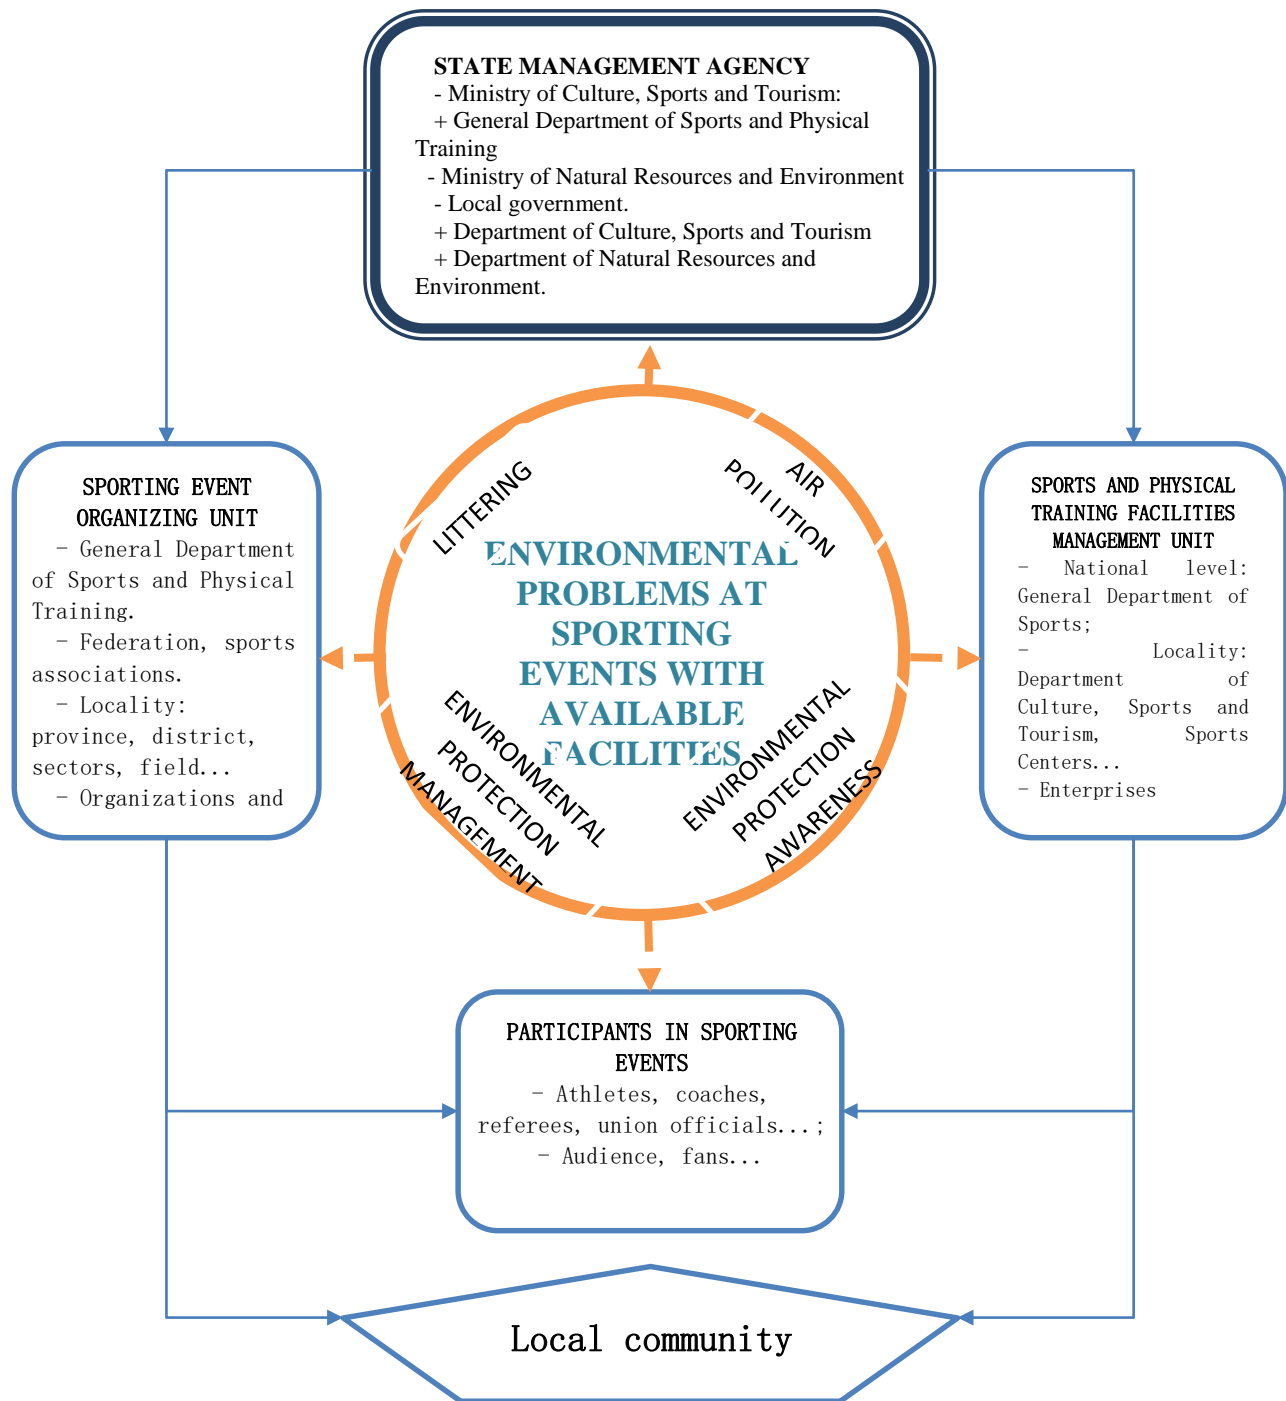 STATE MANAGEMENT AGENCY
- Ministry of Culture, Sports and Tourism:
+ General Department of Sports and Physical
Training
- Ministry of Natural Resources and Environment
- Local government.
+ Department of Culture, Sports and Tourism
+ Department of Natural Resources and
Environment.
SPORTING EVENT
ORGANIZING UNIT
- General Department
of Sports and Physical
Training.
- Federation, sports
associations.
- Locality:
province, district,
sectors, field...
- Organizations and
LITTERING
AIR
POLLUTION
ENVIRONMENTAL
PROBLEMS AT
SPORTING
EVENTS WITH
AVAILABLE
FACILITIES
ENVIRONMENTAL
PROTECTION
MANAGEMENT
ENVIRONMENTAL
PROTECTION
AWARENESS
SPORTS AND PHYSICAL
TRAINING FACILITIES
MANAGEMENT UNIT
- National level:
General Department of
Sports;
- Locality:
Department of
Culture, Sports and
Tourism, Sports
Centers...
- Enterprises
PARTICIPANTS IN SPORTING
EVENTS
- Athletes, coaches,
referees, union officials...;
- Audience, fans...
Local community